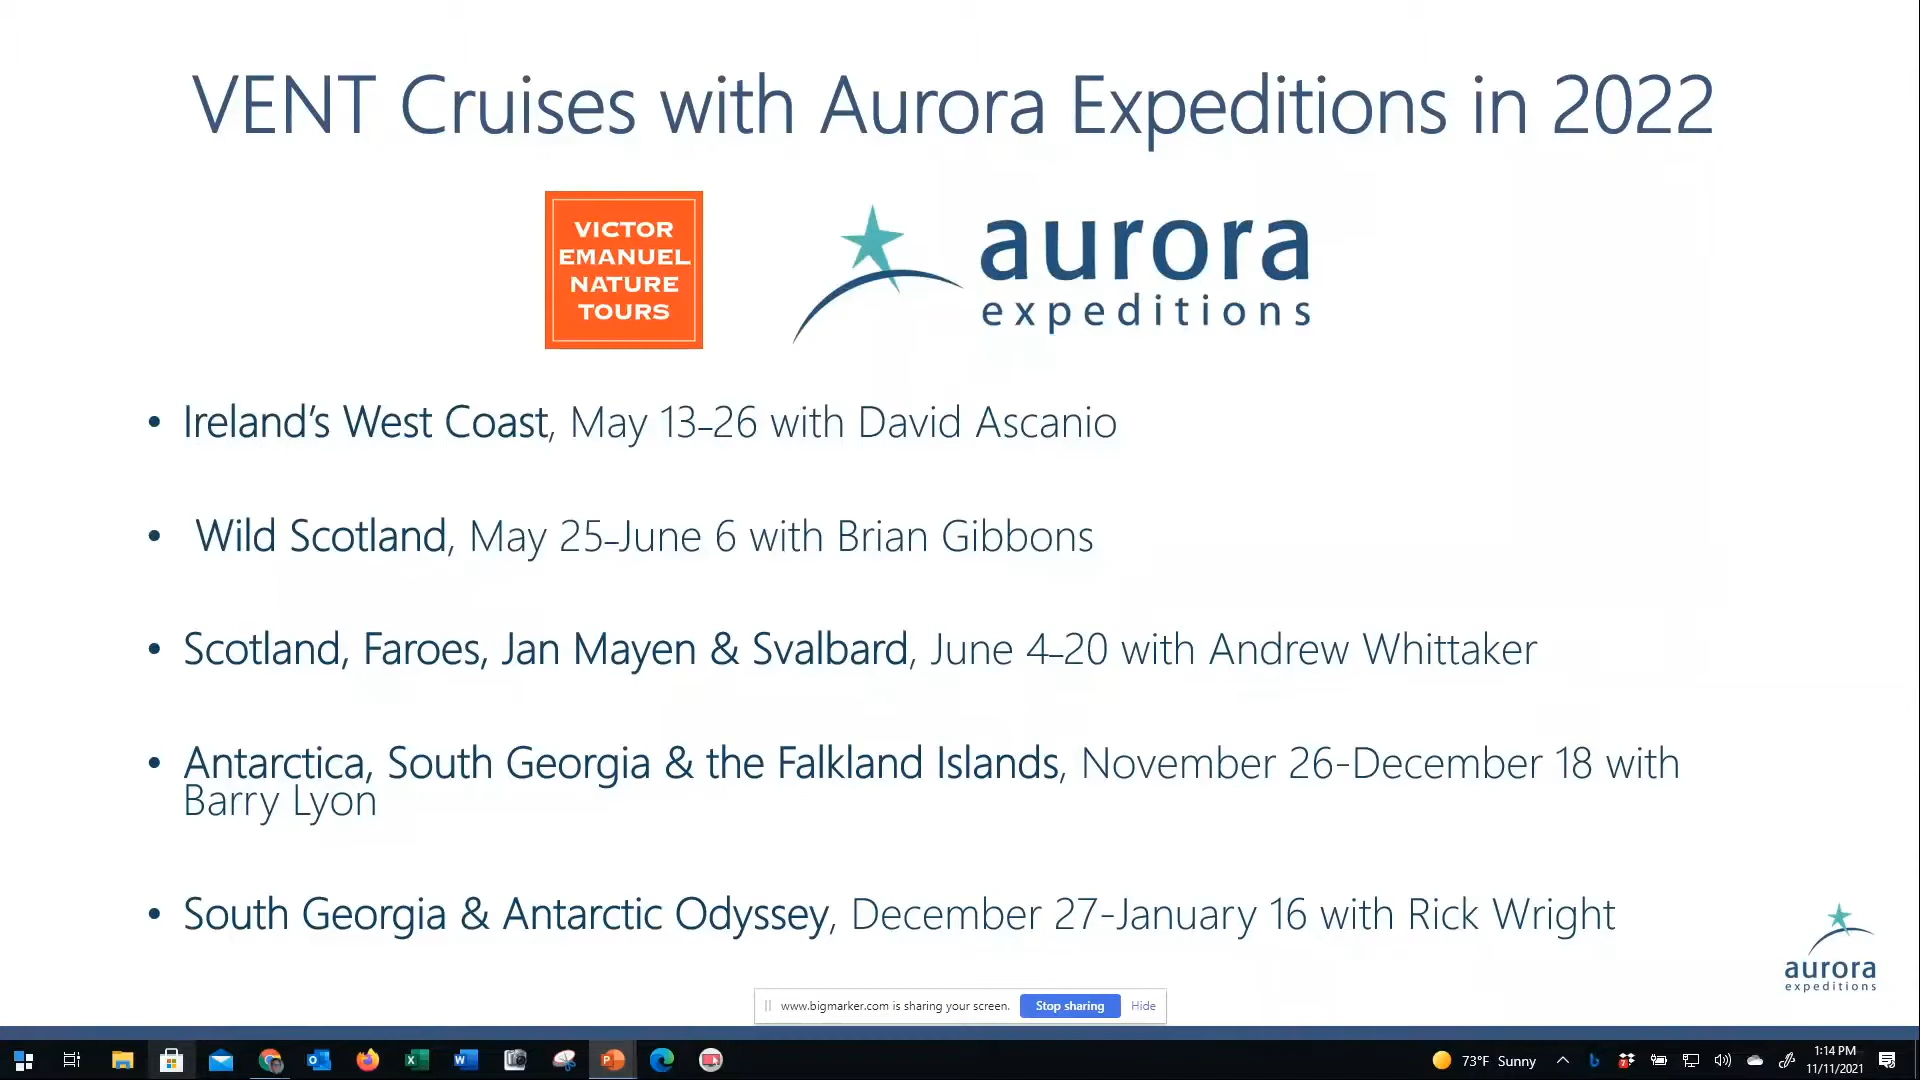 VENT Cruises with Aurora Expeditions in 2022
VICTOR
EMANUEL
NATURE
TOURS
aurora
expeditions
• Ireland’s West Coast, May 13–26 with David Ascanio
• Wild Scotland, May 25–June 6 with Brian Gibbons
• Scotland, Faroes, Jan Mayen & Svalbard, June 4–20 with Andrew Whittaker
• Antarctica, South Georgia & the Falkland Islands, November 26-December 18 with
Barry Lyon
• South Georgia & Antarctic Odyssey, December 27-January 16 with Rick Wright
aurora
expeditions
www.bigmarker.com is sharing your screen. Stop sharing Hide
73°F Sunny
1:14 PM
11/11/2021